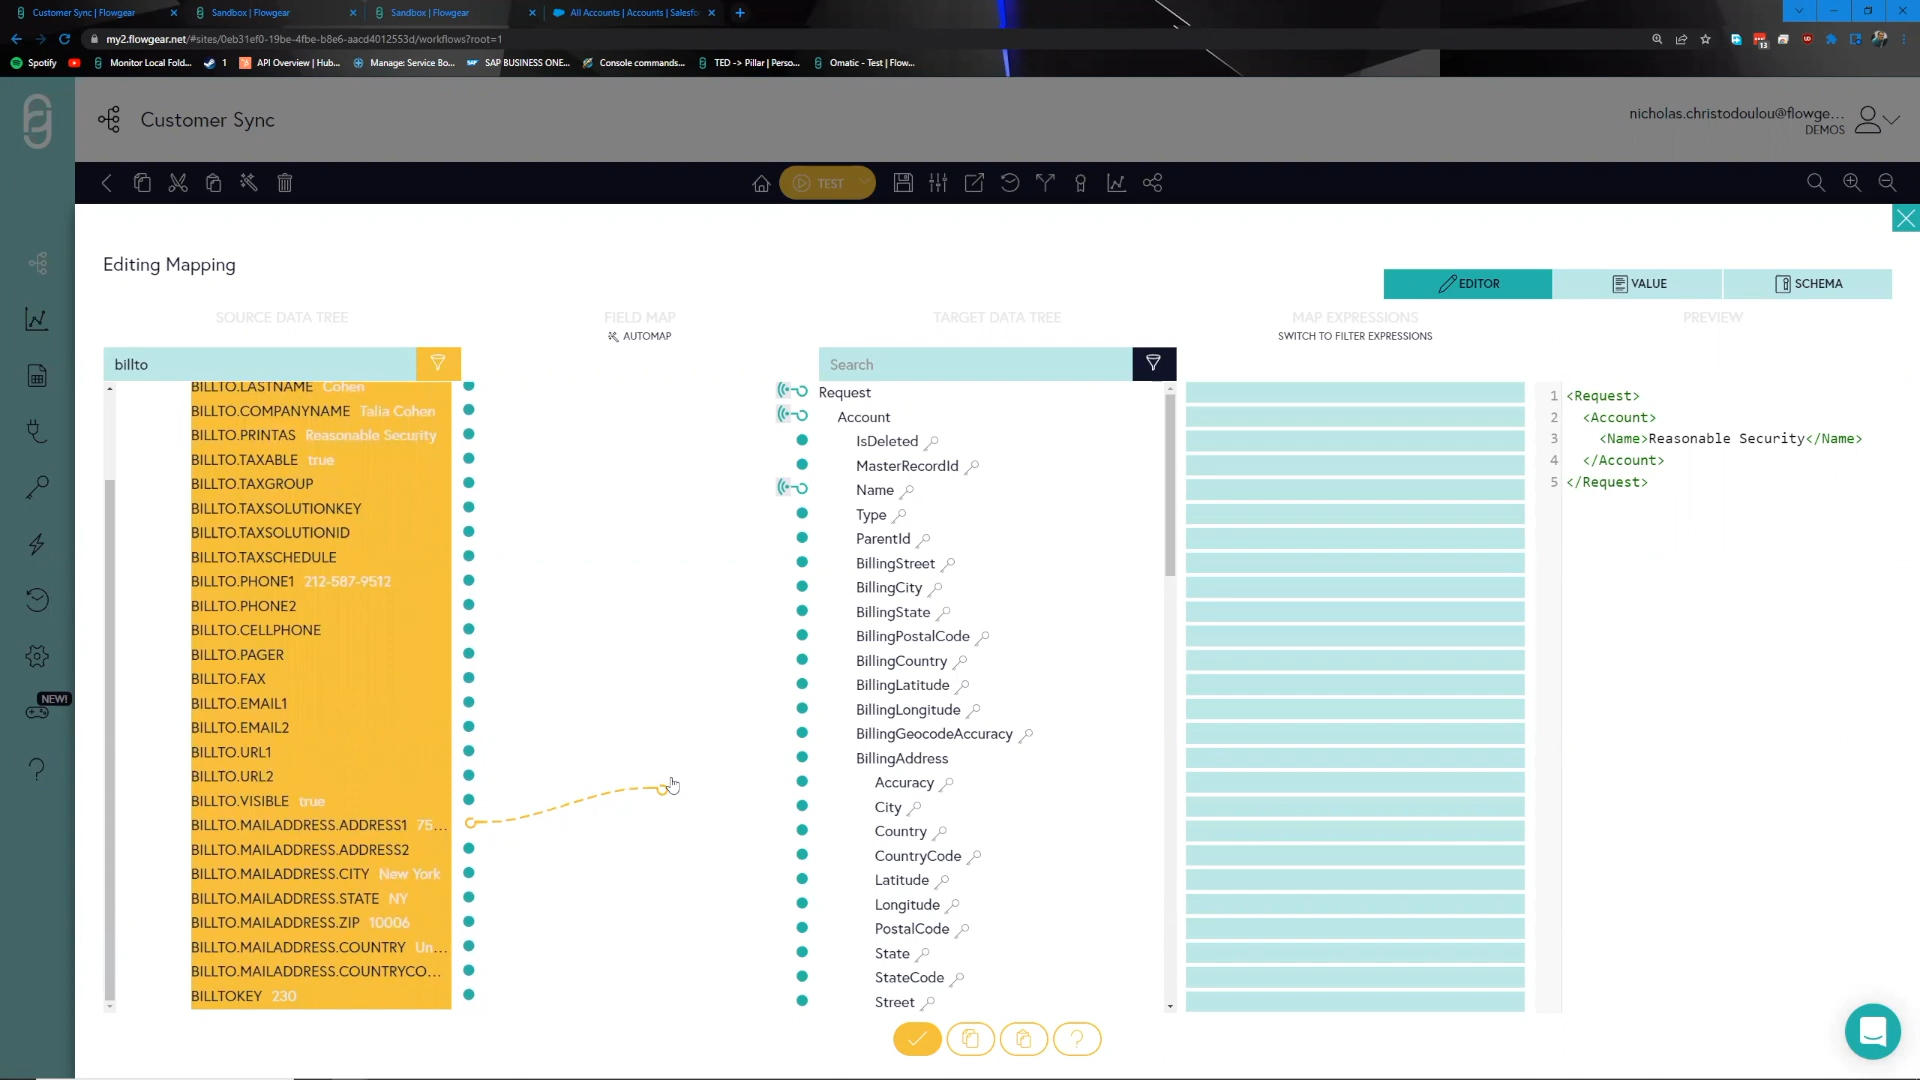 Customer Sync | Flowgear
Sandbox | Flowgear
Sandbox | Flowgear
All Accounts | Accounts | Salesfo
my2.flowgear.net/#sites/0eb31ef0-19be-4fbe-b8e6-aacd4012553d/workflows?root=1
13
Spotify
1
Monitor Local Fold...
API Overview | Hub...
Manage: Service Bo...
SAP BUSINESS ONE...
Console commands...
TED -> Pillar | Perso...
Omatic - Test | Flow...
Customer Sync
nicholas.christodoulou@flowge...
DEMOS
TEST
NEW!
Editing Mapping
EDITOR
VALUE
SCHEMA
SOURCE DATA TREE
FIELD MAP
TARGET DATA TREE
MAP EXPRESSIONS
PREVIEW
AUTOMAP
SWITCH TO FILTER EXPRESSIONS
billto
Search
BILLTO.LASTNAME Cohen
BILLTO.COMPANYNAME Talia Cohen
BILLTO.PRINTAS Reasonable Security
BILLTO.TAXABLE true
BILLTO.TAXGROUP
BILLTO.TAXSOLUTIONKEY
BILLTO.TAXSOLUTIONID
BILLTO.TAXSCHEDULE
BILLTO.PHONE1 212-587-9512
BILLTO.PHONE2
BILLTO.CELLPHONE
BILLTO.PAGER
BILLTO.FAX
BILLTO.EMAIL1
BILLTO.EMAIL2
BILLTO.URL1
BILLTO.URL2
BILLTO.VISIBLE true
BILLTO.MAILADDRESS.ADDRESS1 75...
BILLTO.MAILADDRESS.ADDRESS2
BILLTO.MAILADDRESS.CITY New York
BILLTO.MAILADDRESS.STATE NY
BILLTO.MAILADDRESS.ZIP 10006
BILLTO.MAILADDRESS.COUNTRY Un...
BILLTO.MAILADDRESS.COUNTRYCO...
BILLTOKEY 230
Request
Account
IsDeleted
MasterRecordId
Name
Type
ParentId
BillingStreet
BillingCity
BillingState
BillingPostalCode
BillingCountry
BillingLatitude
BillingLongitude
BillingGeocodeAccuracy
BillingAddress
Accuracy
City
Country
CountryCode
Latitude
Longitude
PostalCode
State
StateCode
Street
1 <Request>
2 <Account>
3 <Name>Reasonable Security</Name>
4 </Account>
5 </Request>